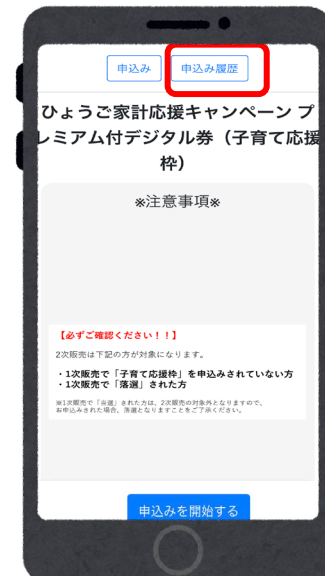 申込み 申込み履歴
ひょうご家計応援キャンペーン プ
レミアム付デジタル券（子育て応援
枠）
※注意事項※
【必ずご確認ください！！】
2次販売は下記の方が対象になります。
・1次販売で「子育て応援枠」を申込みされていない方
・1次販売で「落選」された方
※1次販売で「当選」された方は、2次販売の対象外となりますので、
お申込みされた場合、落選となりますことをご了承ください。
申込みを開始する